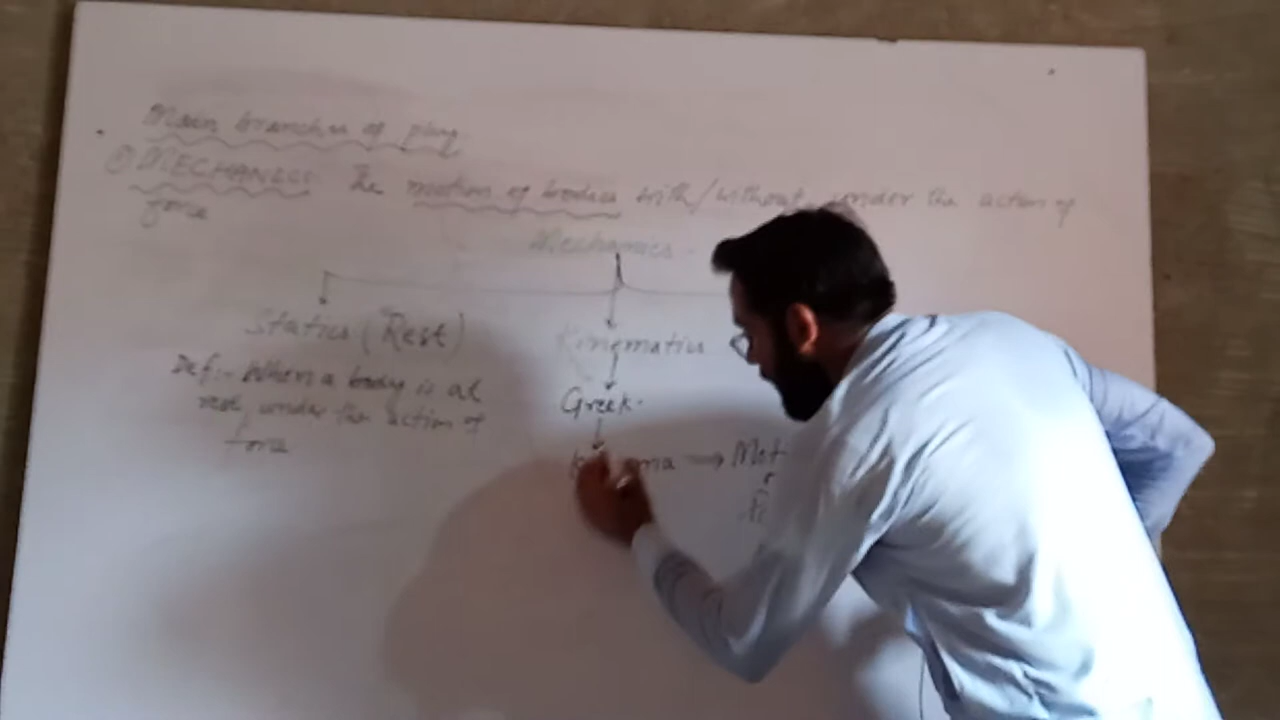 Main branches of phy
① MECHANICS The motion of bodies with/without under the action of
force
Mechanics
Statics (Rest)
Kinematics
Def:- When a body is at
rest, under the action of
force
Greek